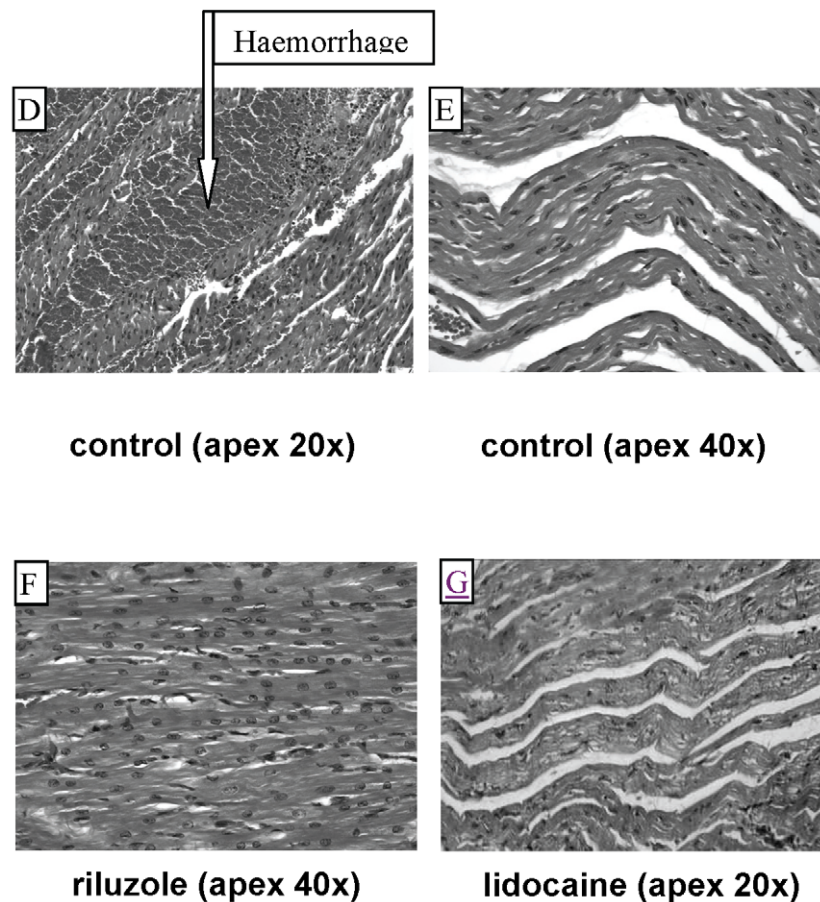 Haemorrhage
D
E
control (apex 20x)
control (apex 40x)
F
G
riluzole (apex 40x)
lidocaine (apex 20x)